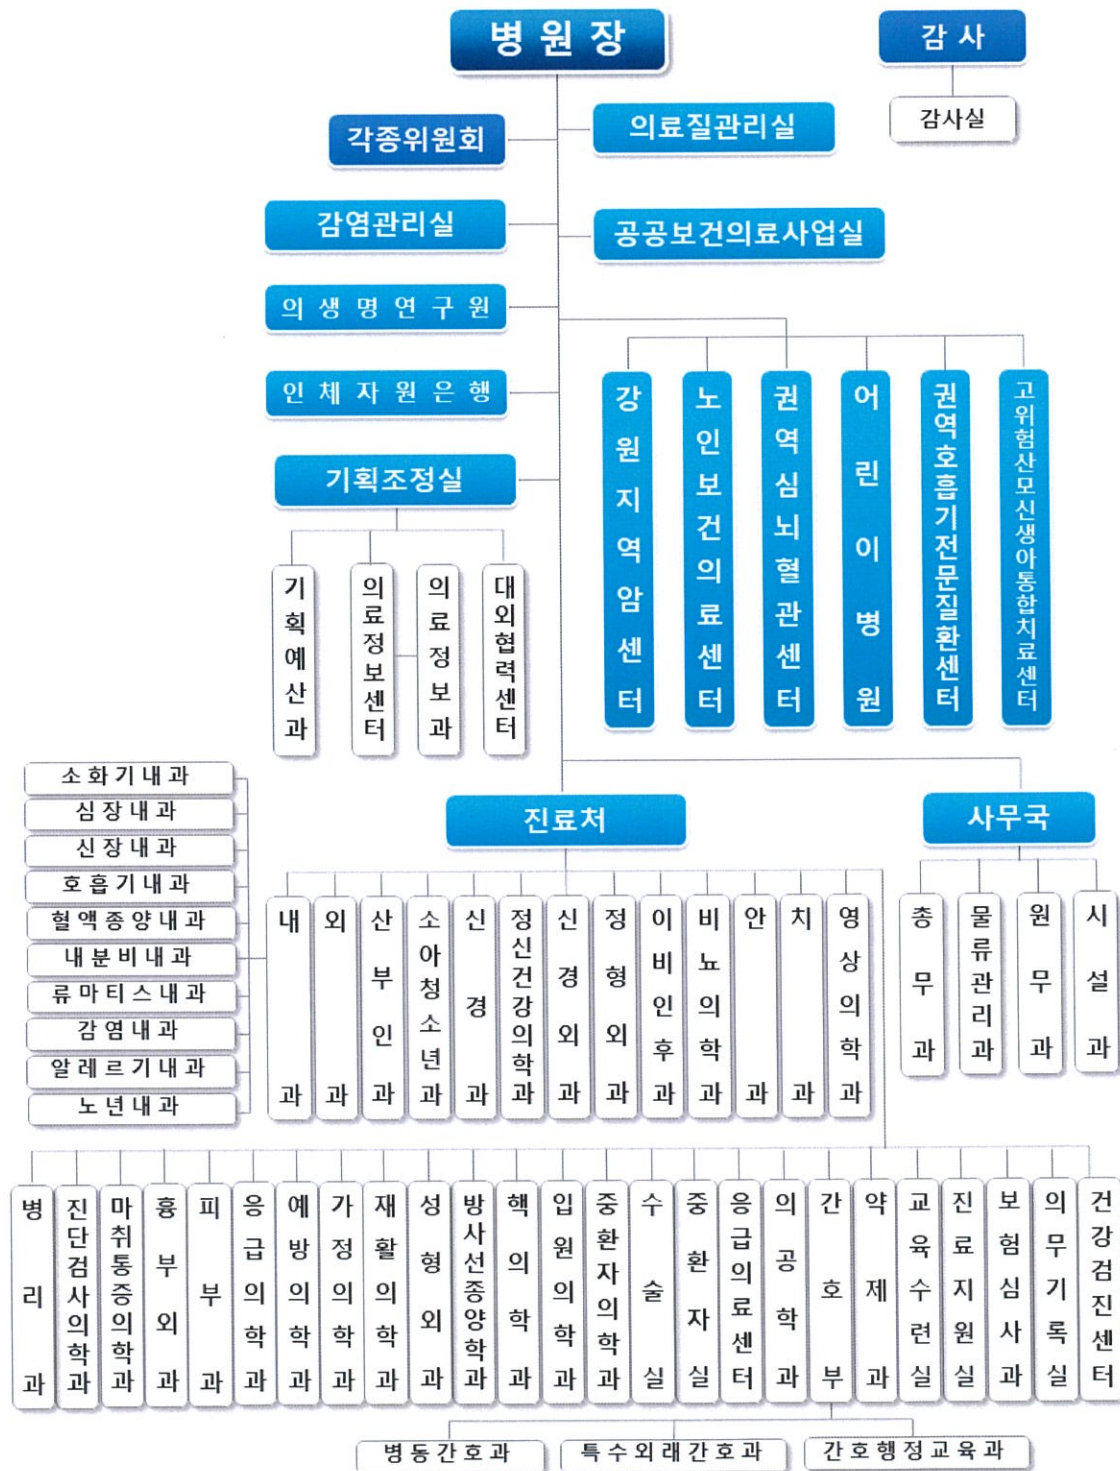 병 원 장
감 사
감사실
각종위원회
의료질관리실
감염관리실
공공보건의료사업실
의 생 명 연 구 원
인 체 자 원 은 행
기획조정실
강원지역암센터
노인보건의료센터
권역심뇌혈관센터
어린이병원
권역호흡기전문질환센터
고위험산모신생아통합치료센터
기획예산과
의료정보센터
의료정보과
대외협력센터
진료처
사무국
소화기내과
심장내과
신장내과
호흡기내과
혈액종양내과
내분비내과
류마티스내과
감염내과
알레르기내과
노년내과
내과
외과
산부인과
소아청소년과
신경과
정신건강의학과
신경외과
정형외과
이비인후과
비뇨의학과
안과
치과
영상의학과
총무과
물류관리과
원무과
시설과
병리과
진단검사의학과
마취통증의학과
흉부외과
피부과
응급의학과
예방의학과
가정의학과
재활의학과
성형외과
방사선종양학과
핵의학과
입원의학과
중환자의학과
수술실
중환자실
응급의료센터
의공학과
간호부
약제과
교육수련실
진료지원실
보험심사과
의무기록실
건강검진센터
병동간호과
특수외래간호과
간호행정교육과